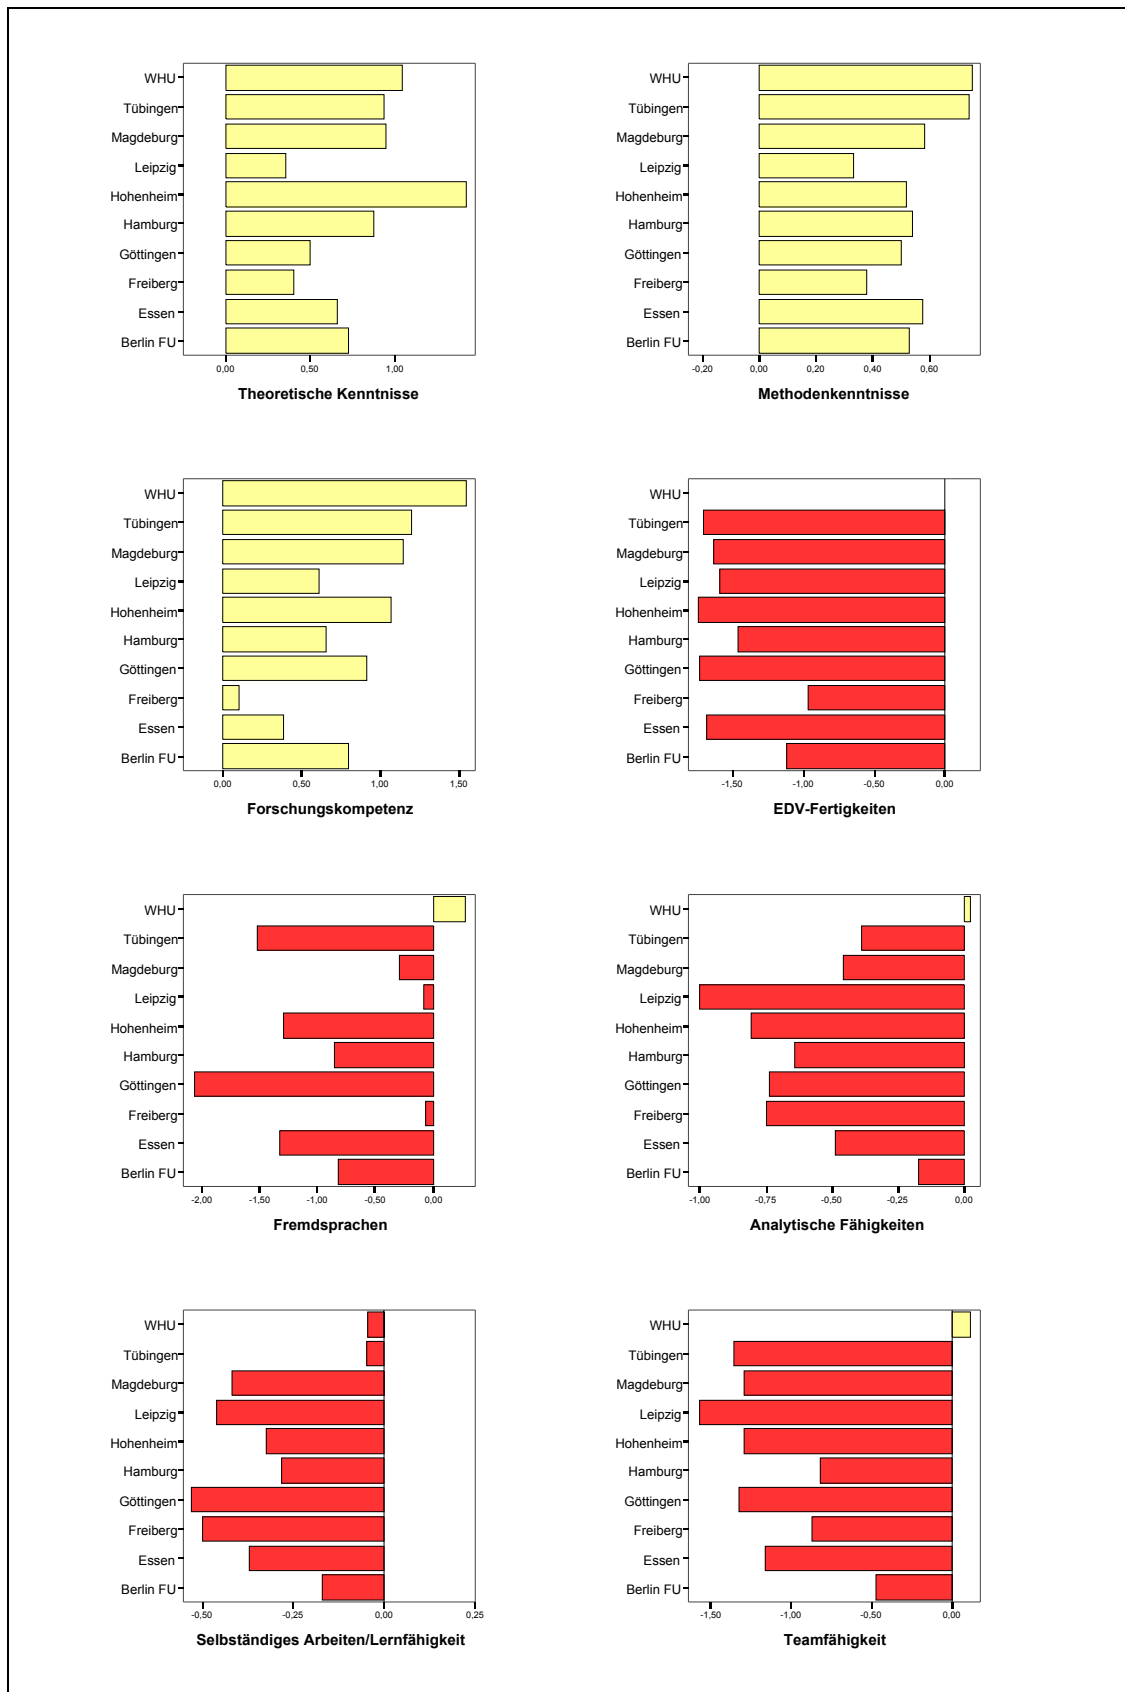 WHU
Tübingen
Magdeburg
Leipzig
Hohenheim
Hamburg
Göttingen
Freiberg
Essen
Berlin FU
0,00 0,50 1,00
Theoretische Kenntnisse
WHU
Tübingen
Magdeburg
Leipzig
Hohenheim
Hamburg
Göttingen
Freiberg
Essen
Berlin FU
-0,20 0,00 0,20 0,40 0,60
Methodenkenntnisse
WHU
Tübingen
Magdeburg
Leipzig
Hohenheim
Hamburg
Göttingen
Freiberg
Essen
Berlin FU
0,00 0,50 1,00 1,50
Forschungskompetenz
WHU
Tübingen
Magdeburg
Leipzig
Hohenheim
Hamburg
Göttingen
Freiberg
Essen
Berlin FU
-1,50 -1,00 -0,50 0,00
EDV-Fertigkeiten
WHU
Tübingen
Magdeburg
Leipzig
Hohenheim
Hamburg
Göttingen
Freiberg
Essen
Berlin FU
-2,00 -1,50 -1,00 -0,50 0,00
Fremdsprachen
WHU
Tübingen
Magdeburg
Leipzig
Hohenheim
Hamburg
Göttingen
Freiberg
Essen
Berlin FU
-1,00 -0,75 -0,50 -0,25 0,00
Analytische Fähigkeiten
WHU
Tübingen
Magdeburg
Leipzig
Hohenheim
Hamburg
Göttingen
Freiberg
Essen
Berlin FU
-0,50 -0,25 0,00 0,25
Selbständiges Arbeiten/Lernfähigkeit
WHU
Tübingen
Magdeburg
Leipzig
Hohenheim
Hamburg
Göttingen
Freiberg
Essen
Berlin FU
-1,50 -1,00 -0,50 0,00
Teamfähigkeit